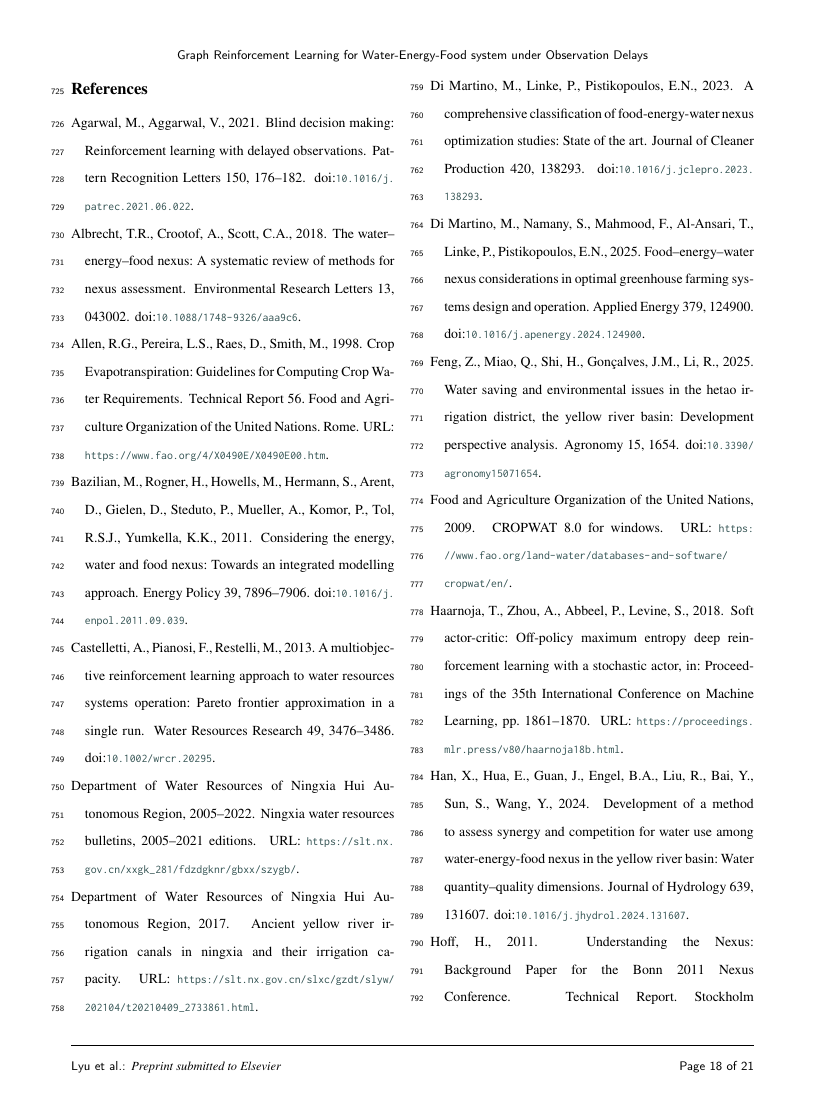 Graph Reinforcement Learning for Water-Energy-Food system under Observation Delays
725 References
726 Agarwal, M., Aggarwal, V., 2021. Blind decision making:
727 Reinforcement learning with delayed observations. Pat-
728 tern Recognition Letters 150, 176–182. doi:10.1016/j.
729 patrec.2021.06.022.
730 Albrecht, T.R., Crootof, A., Scott, C.A., 2018. The water–
731 energy–food nexus: A systematic review of methods for
732 nexus assessment. Environmental Research Letters 13,
733 043002. doi:10.1088/1748-9326/aaa9c6.
734 Allen, R.G., Pereira, L.S., Raes, D., Smith, M., 1998. Crop
735 Evapotranspiration: Guidelines for Computing Crop Wa-
736 ter Requirements. Technical Report 56. Food and Agri-
737 culture Organization of the United Nations. Rome. URL:
738 https://www.fao.org/4/X0490E/X0490E00.htm.
739 Bazilian, M., Rogner, H., Howells, M., Hermann, S., Arent,
740 D., Gielen, D., Steduto, P., Mueller, A., Komor, P., Tol,
741 R.S.J., Yumkella, K.K., 2011. Considering the energy,
742 water and food nexus: Towards an integrated modelling
743 approach. Energy Policy 39, 7896–7906. doi:10.1016/j.
744 enpol.2011.09.039.
745 Castelletti, A., Pianosi, F., Restelli, M., 2013. A multiobjec-
746 tive reinforcement learning approach to water resources
747 systems operation: Pareto frontier approximation in a
748 single run. Water Resources Research 49, 3476–3486.
749 doi:10.1002/wrcr.20295.
750 Department of Water Resources of Ningxia Hui Au-
751 tonomous Region, 2005–2022. Ningxia water resources
752 bulletins, 2005–2021 editions. URL: https://slt.nx.
753 gov.cn/xxgk_281/fdzdgknr/gbxx/szygb/.
754 Department of Water Resources of Ningxia Hui Au-
755 tonomous Region, 2017. Ancient yellow river ir-
756 rigation canals in ningxia and their irrigation ca-
757 pacity. URL: https://slt.nx.gov.cn/slxc/gzdt/slyw/
758 202104/t20210409_2733861.html.
759 Di Martino, M., Linke, P., Pistikopoulos, E.N., 2023. A
760 comprehensive classification of food-energy-water nexus
761 optimization studies: State of the art. Journal of Cleaner
762 Production 420, 138293. doi:10.1016/j.jclepro.2023.
763 138293.
764 Di Martino, M., Namany, S., Mahmood, F., Al-Ansari, T.,
765 Linke, P., Pistikopoulos, E.N., 2025. Food–energy–water
766 nexus considerations in optimal greenhouse farming sys-
767 tems design and operation. Applied Energy 379, 124900.
768 doi:10.1016/j.apenergy.2024.124900.
769 Feng, Z., Miao, Q., Shi, H., Gonçalves, J.M., Li, R., 2025.
770 Water saving and environmental issues in the hetao ir-
771 rigation district, the yellow river basin: Development
772 perspective analysis. Agronomy 15, 1654. doi:10.3390/
773 agronomy15071654.
774 Food and Agriculture Organization of the United Nations,
775 2009. CROPWAT 8.0 for windows. URL: https:
776 //www.fao.org/land-water/databases-and-software/
777 cropwat/en/.
778 Haarnoja, T., Zhou, A., Abbeel, P., Levine, S., 2018. Soft
779 actor-critic: Off-policy maximum entropy deep rein-
780 forcement learning with a stochastic actor, in: Proceed-
781 ings of the 35th International Conference on Machine
782 Learning, pp. 1861–1870. URL: https://proceedings.
783 mlr.press/v80/haarnoja18b.html.
784 Han, X., Hua, E., Guan, J., Engel, B.A., Liu, R., Bai, Y.,
785 Sun, S., Wang, Y., 2024. Development of a method
786 to assess synergy and competition for water use among
787 water-energy-food nexus in the yellow river basin: Water
788 quantity–quality dimensions. Journal of Hydrology 639,
789 131607. doi:10.1016/j.jhydrol.2024.131607.
790 Hoff, H., 2011. Understanding the Nexus:
791 Background Paper for the Bonn 2011 Nexus
792 Conference. Technical Report. Stockholm
Lyu et al.: Preprint submitted to Elsevier
Page 18 of 21